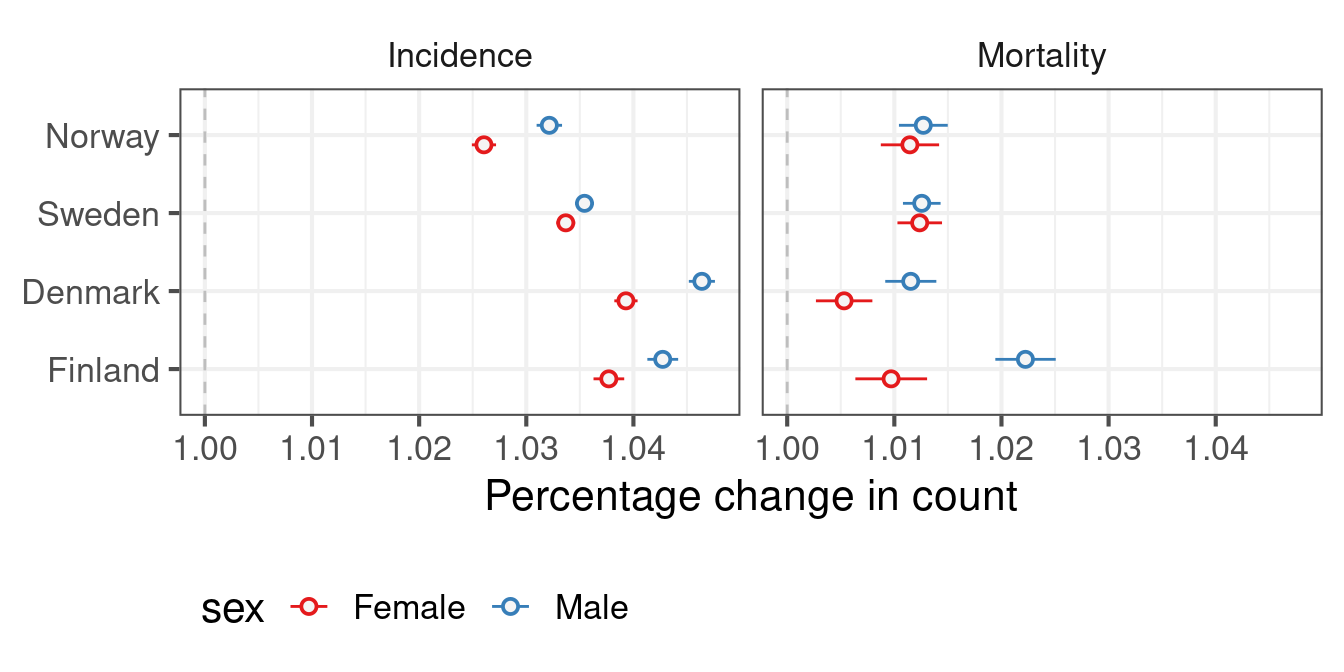 Incidence
Mortality
Norway
Sweden
Denmark
Finland
1.00 1.01 1.02 1.03 1.04
1.00 1.01 1.02 1.03 1.04
Percentage change in count
sex Female Male